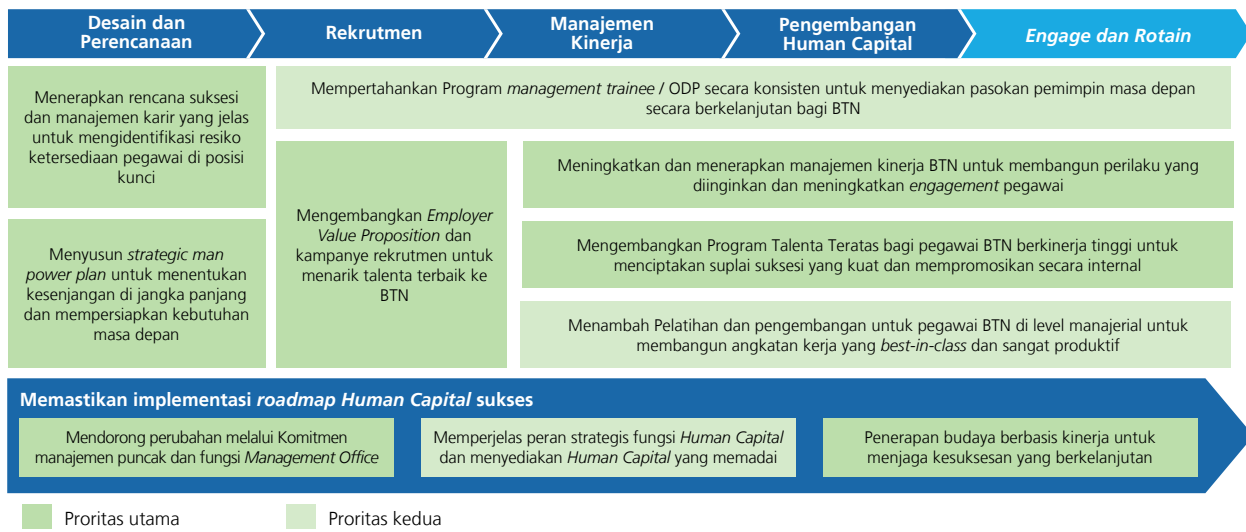 Desain dan
Perencanaan
Rekrutmen
Manajemen
Kinerja
Pengembangan
Human Capital
Engage dan Rotain
Menerapkan rencana suksesi
dan manajemen karir yang jelas
untuk mengidentifikasi resiko
ketersediaan pegawai di posisi
kunci
Mempertahankan Program management trainee / ODP secara konsisten untuk menyediakan pasokan pemimpin masa depan
secara berkelanjutan bagi BTN
Menyusun strategic man
power plan untuk menentukan
kesenjangan di jangka panjang
dan mempersiapkan kebutuhan
masa depan
Mengembangkan Employer
Value Proposition dan
kampanye rekrutmen untuk
menarik talenta terbaik ke
BTN
Meningkatkan dan menerapkan manajemen kinerja BTN untuk membangun perilaku yang
diinginkan dan meningkatkan engagement pegawai
Mengembangkan Program Talenta Teratas bagi pegawai BTN berkinerja tinggi untuk
menciptakan suplai suksesi yang kuat dan mempromosikan secara internal
Menambah Pelatihan dan pengembangan untuk pegawai BTN di level manajerial untuk
membangun angkatan kerja yang best-in-class dan sangat produktif
Memastikan implementasi roadmap Human Capital sukses
Mendorong perubahan melalui Komitmen
manajemen puncak dan fungsi Management Office
Memperjelas peran strategis fungsi Human Capital
dan menyediakan Human Capital yang memadai
Penerapan budaya berbasis kinerja untuk
menjaga kesuksesan yang berkelanjutan
Proritas utama
Proritas kedua